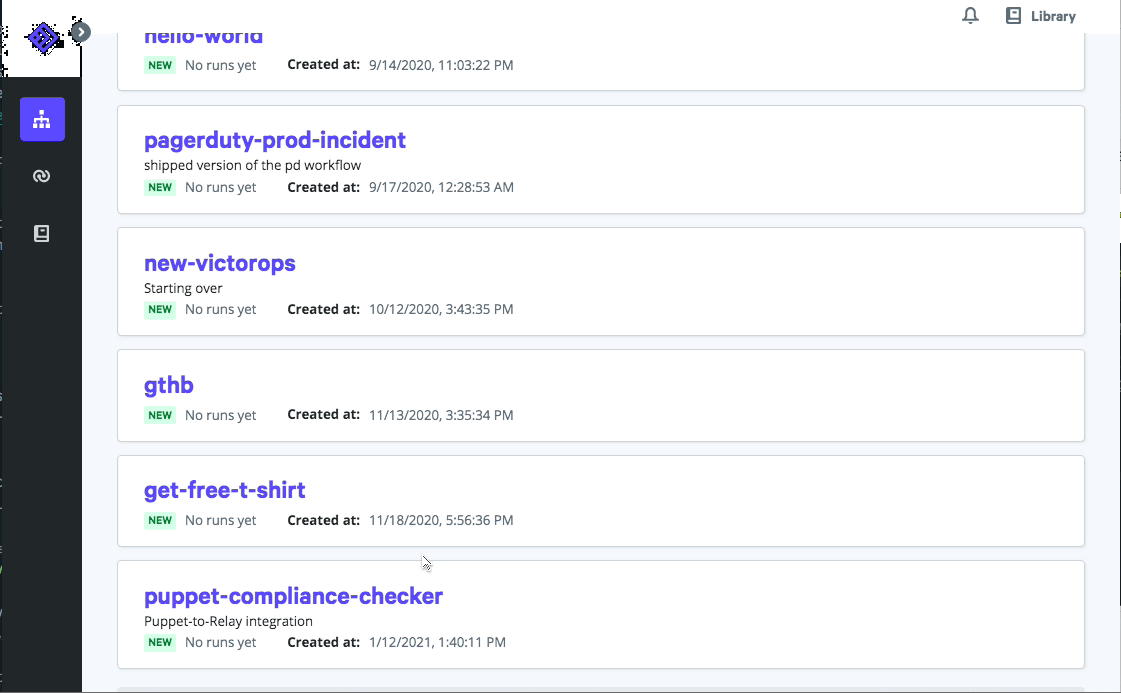 Library
hello-world
NEW No runs yet Created at: 9/14/2020, 11:03:22 PM
pagerduty-prod-incident
shipped version of the pd workflow
NEW No runs yet Created at: 9/17/2020, 12:28:53 AM
new-victorops
Starting over
NEW No runs yet Created at: 10/12/2020, 3:43:35 PM
gthb
NEW No runs yet Created at: 11/13/2020, 3:35:34 PM
get-free-t-shirt
NEW No runs yet Created at: 11/18/2020, 5:56:36 PM
puppet-compliance-checker
Puppet-to-Relay integration
NEW No runs yet Created at: 1/12/2021, 1:40:11 PM